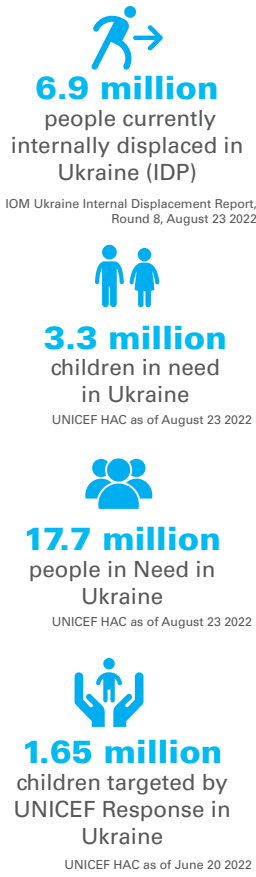 6.9 million
people currently
internally displaced in
Ukraine (IDP)
IOM Ukraine Internal Displacement Report,
Round 8, August 23 2022
3.3 million
children in need
in Ukraine
UNICEF HAC as of August 23 2022
17.7 million
people in Need in
Ukraine
UNICEF HAC as of August 23 2022
1.65 million
children targeted by
UNICEF Response in
Ukraine
UNICEF HAC as of June 20 2022